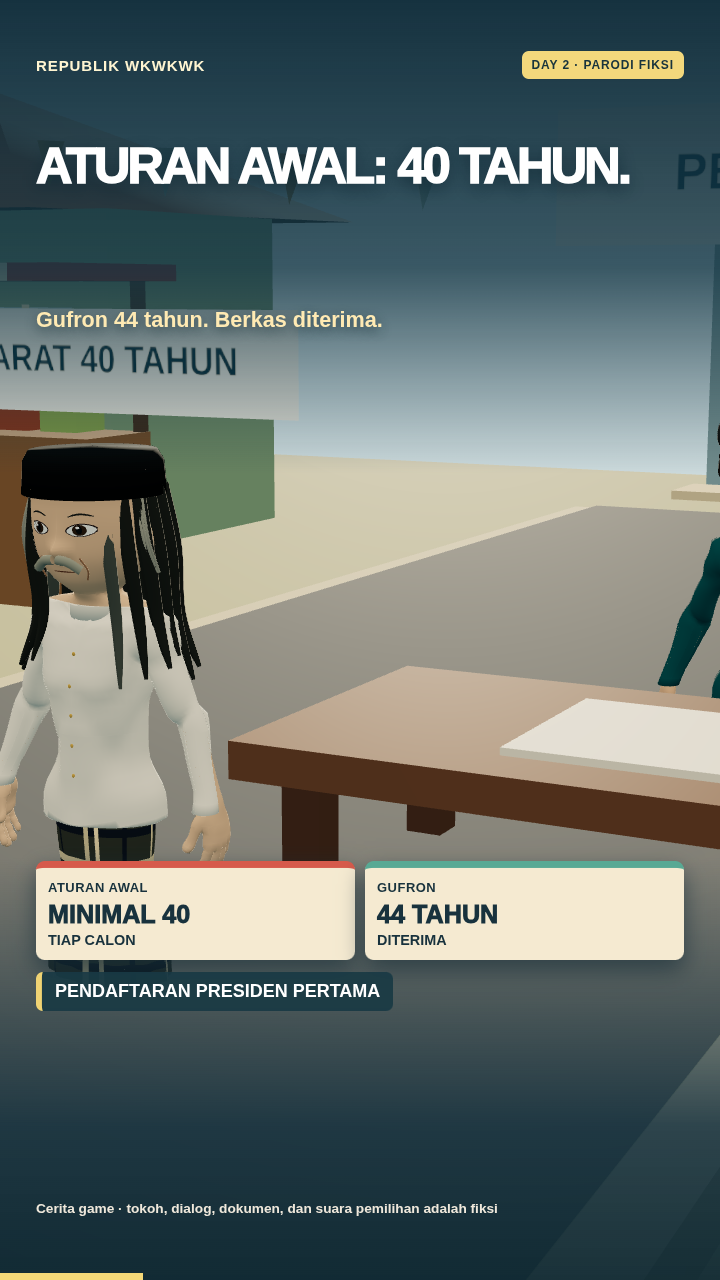 REPUBLIK WKWKWK
DAY 2 · PARODI FIKSI
ATURAN AWAL: 40 TAHUN.
PE
Gufron 44 tahun. Berkas diterima.
ARAT 40 TAHUN
ATURAN AWAL
MINIMAL 40
TIAP CALON
GUFRON
44 TAHUN
DITERIMA
PENDAFTARAN PRESIDEN PERTAMA
Cerita game · tokoh, dialog, dokumen, dan suara pemilihan adalah fiksi